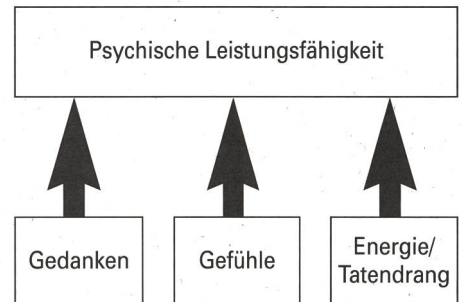 Psychische Leistungsfähigkeit
Gedanken
Gefühle
Energie/
Tatendrang